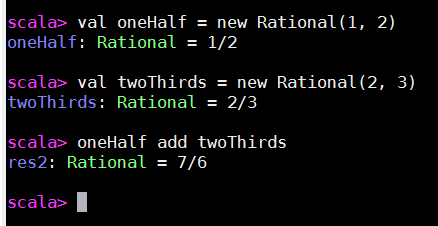 scala> val oneHalf = new Rational(1, 2)
oneHalf: Rational = 1/2
scala> val twoThirds = new Rational(2, 3)
twoThirds: Rational = 2/3
scala> oneHalf add twoThirds
res2: Rational = 7/6
scala>